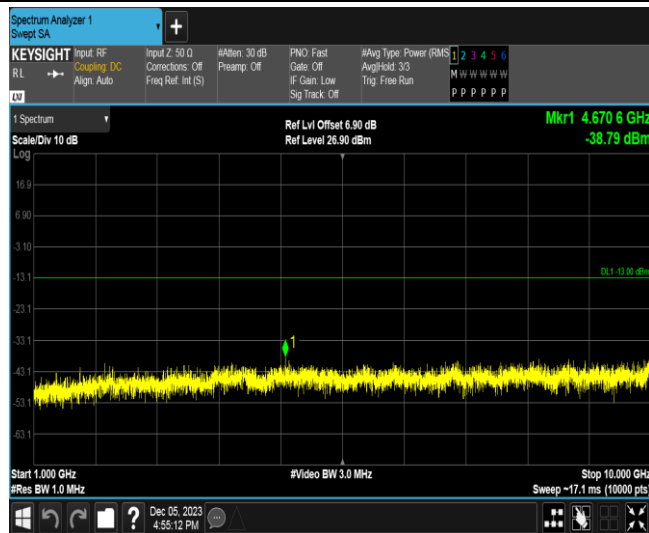 Spectrum Analyzer 1
Swept SA
+
KEYSIGHT
RL
Input: RF
Coupling: DC
Align: Auto
Input Z: 50 Ω
Corrections: Off
Freq Ref: Int (S)
#Atten: 30 dB
Preamp: Off
PNO: Fast
Gate: Off
IF Gain: Low
Sig Track: Off
#Avg Type: Power (RMS
Avg|Hold: 3/3
Trig: Free Run
1 2 3 4 5 6
M W W W W W
P P P P P P
1 Spectrum
Scale/Div 10 dB
Log
Ref Lvl Offset 6.90 dB
Ref Level 26.90 dBm
Mkr1 4.670 6 GHz
-38.79 dBm
16.9
6.90
-3.10
-13.1
DL1 -13.00 dBm
-23.1
-33.1
1
-43.1
-53.1
-63.1
Start 1.000 GHz
#Res BW 1.0 MHz
#Video BW 3.0 MHz
Stop 10.000 GHz
Sweep ~17.1 ms (10000 pts)
?
Dec 05, 2023
4:55:12 PM